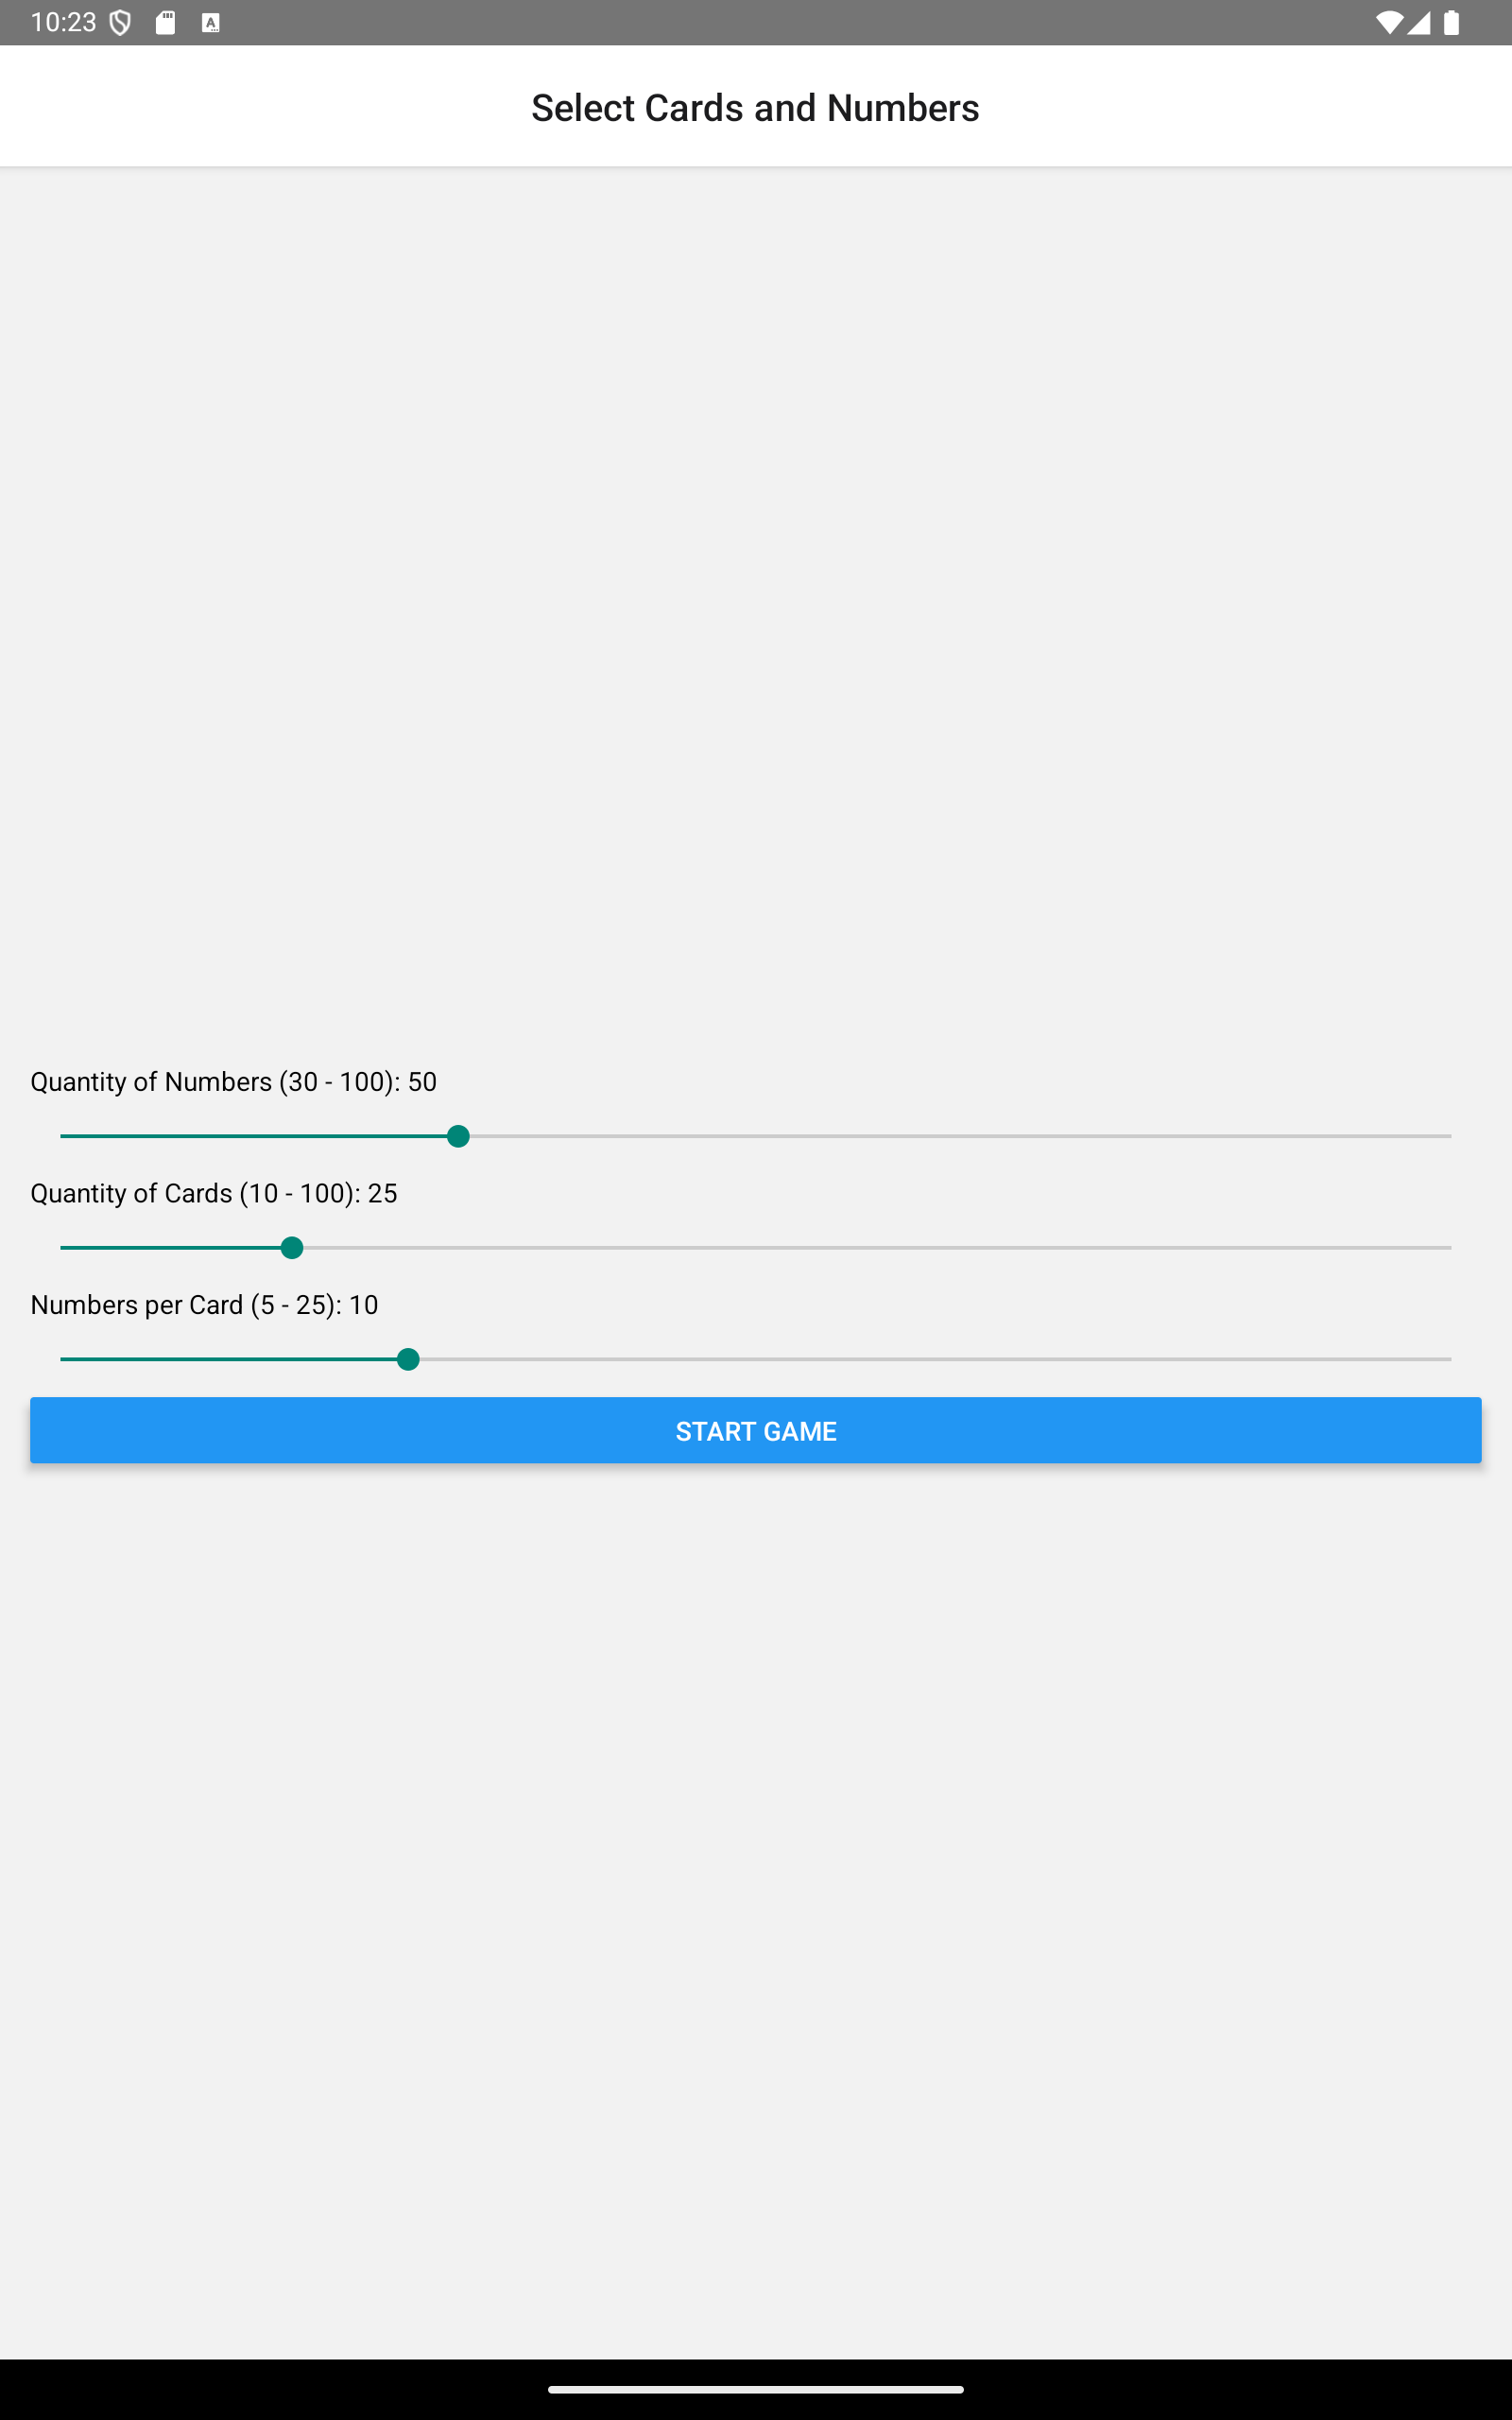 10:23
Select Cards and Numbers
Quantity of Numbers (30 - 100): 50
Quantity of Cards (10 - 100): 25
Numbers per Card (5 - 25): 10
START GAME